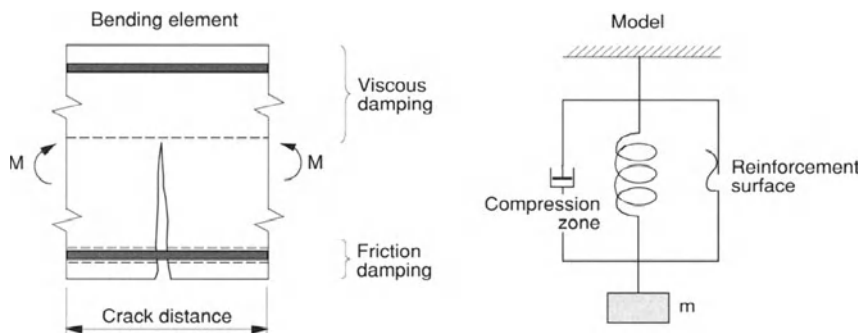 Bending element
Viscous
damping
M
M
Friction
damping
Crack distance
Model
Compression
zone
Reinforcement
surface
m